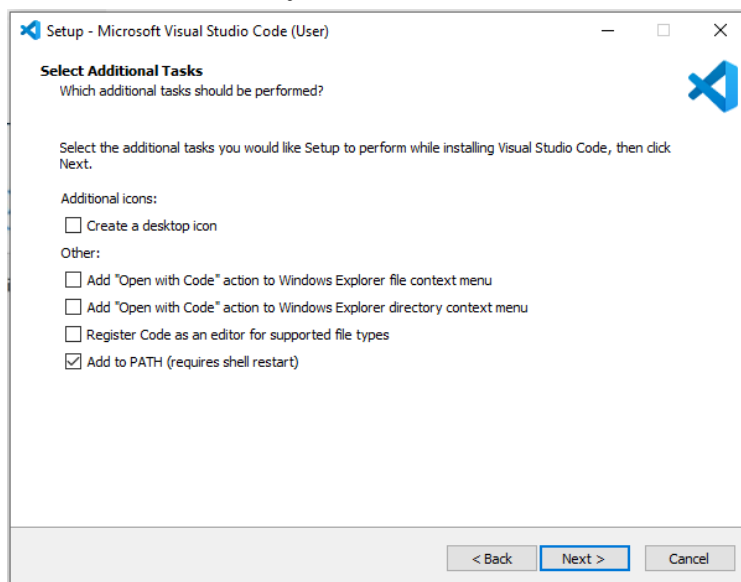 Setup - Microsoft Visual Studio Code (User)
Select Additional Tasks
Which additional tasks should be performed?
Select the additional tasks you would like Setup to perform while installing Visual Studio Code, then click
Next.
Additional icons:
Create a desktop icon
Other:
Add "Open with Code" action to Windows Explorer file context menu
Add "Open with Code" action to Windows Explorer directory context menu
Register Code as an editor for supported file types
Add to PATH (requires shell restart)
< Back Next > Cancel